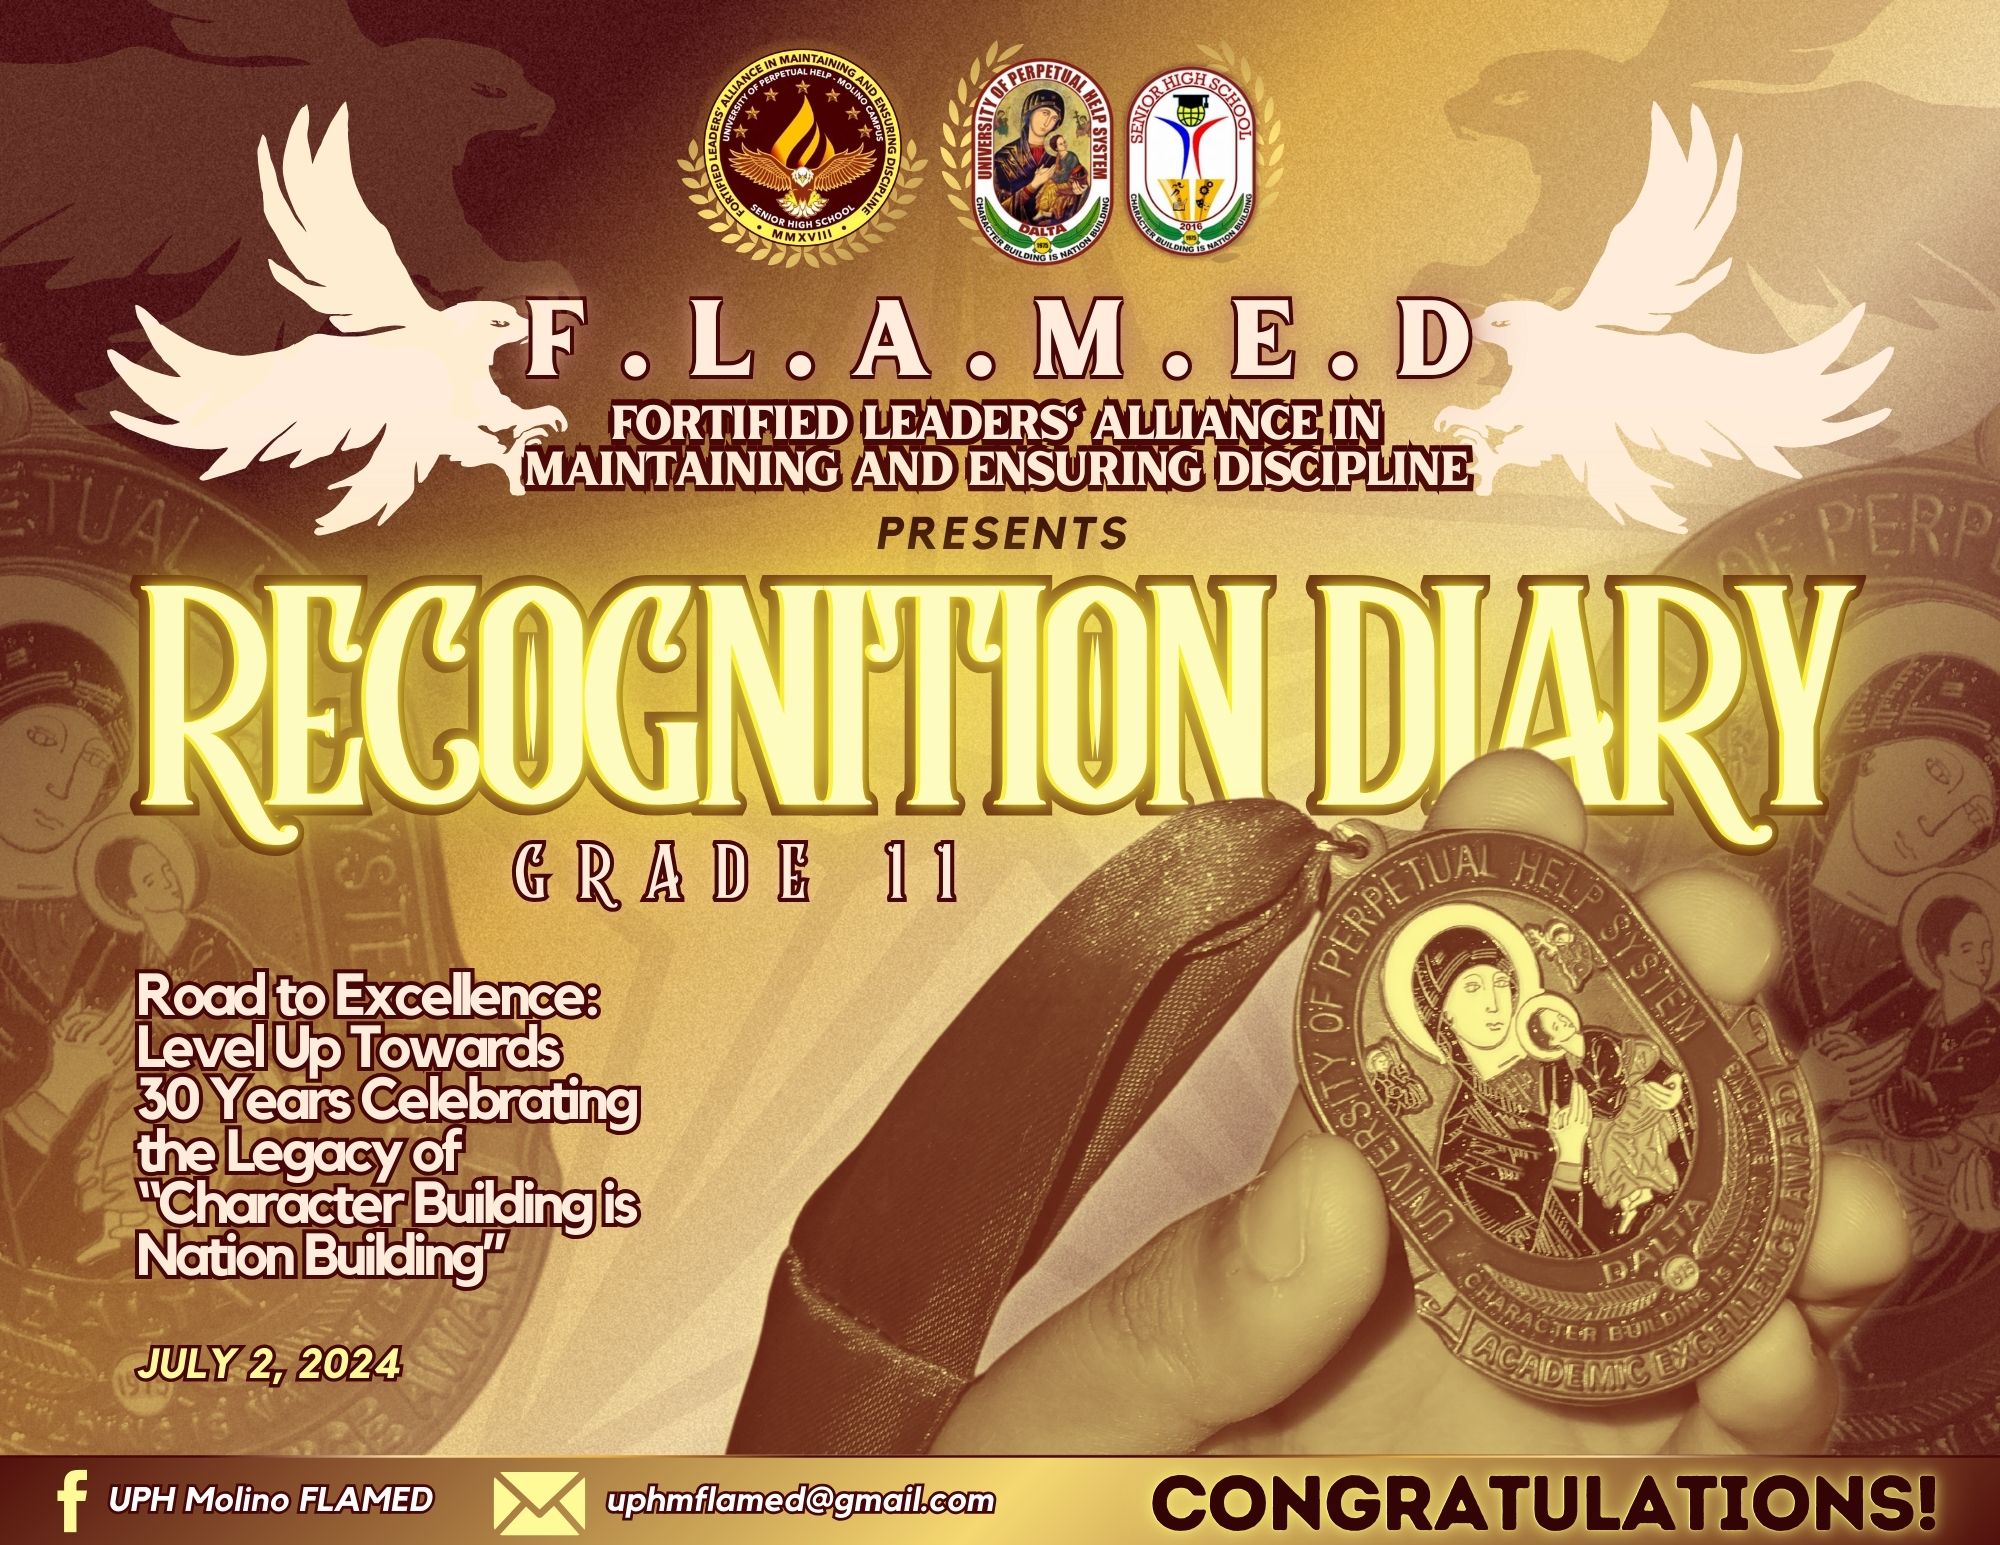 FORTIFIED LEADERS' ALLIANCE IN MAINTAINING AND ENSURING DISCIPLINE
UNIVERSITY OF PERPETUAL HELP - MOLINO CAMPUS
SENIOR HIGH SCHOOL
• MMXVIII •
UNIVERSITY OF PERPETUAL HELP SYSTEM
DALTA
1975
CHARACTER BUILDING IS NATION BUILDING
SENIOR HIGH SCHOOL
2016
1975
CHARACTER BUILDING IS NATION BUILDING
F.L.A.M.E.D
FORTIFIED LEADERS‘ ALLIANCE IN
MAINTAINING AND ENSURING DISCIPLINE
PRESENTS
RECOGNITION DIARY
GRADE 11
Road to Excellence:
Level Up Towards
30 Years Celebrating
the Legacy of
“Character Building is
Nation Building”
JULY 2, 2024
UNIVERSITY OF PERPETUAL HELP SYSTEM
DALTA
1975
CHARACTER BUILDING IS NATION BUILDING
ACADEMIC EXCELLENCE AWARD
UPH Molino FLAMED
uphmflamed@gmail.com
CONGRATULATIONS!